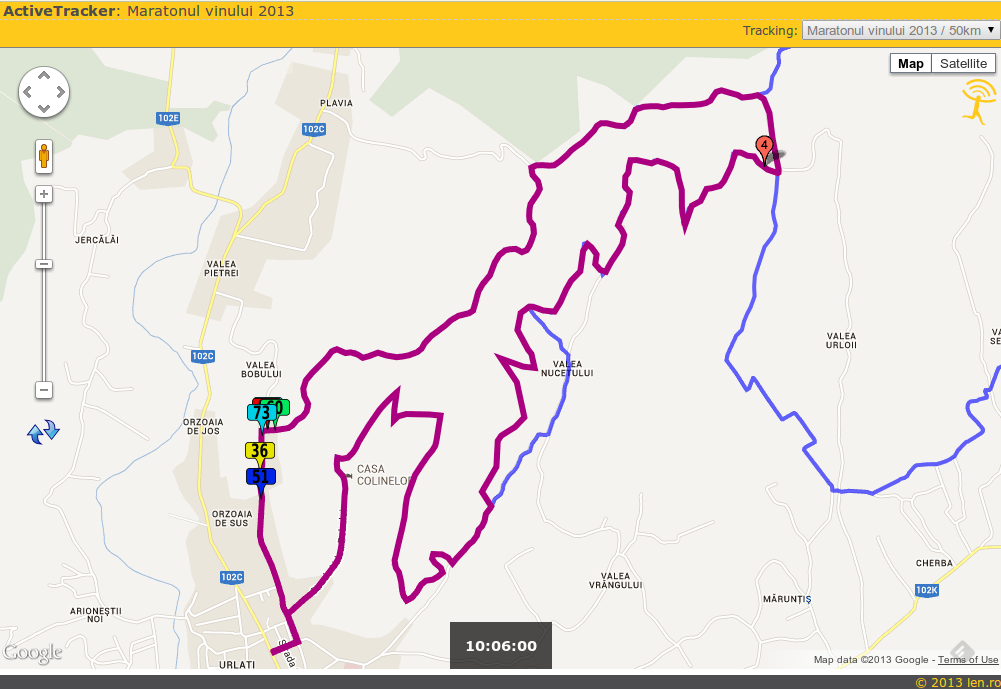 ActiveTracker: Maratonul vinului 2013
Tracking: Maratonul vinului 2013 / 50km
Map Satellite
PLAVIA
102E
102C
4
JERCĂLĂI
VALEA
PIETREI
VALEA
URLOII
102C
VALEA
BOBULUI
VALEA
NUCETULUI
73
ORZOAIA
DE JOS
36
CASA
51
ORZOAIA
DE SUS
102C
CHERBA
VALEA
VRÂNGULUI
102K
MĂRUNȚIȘ
ARIONEȘTII
NOI
10:06:00
Google
URLAȚI
Map data ©2013 Google - Terms of Use
© 2013 len.ro